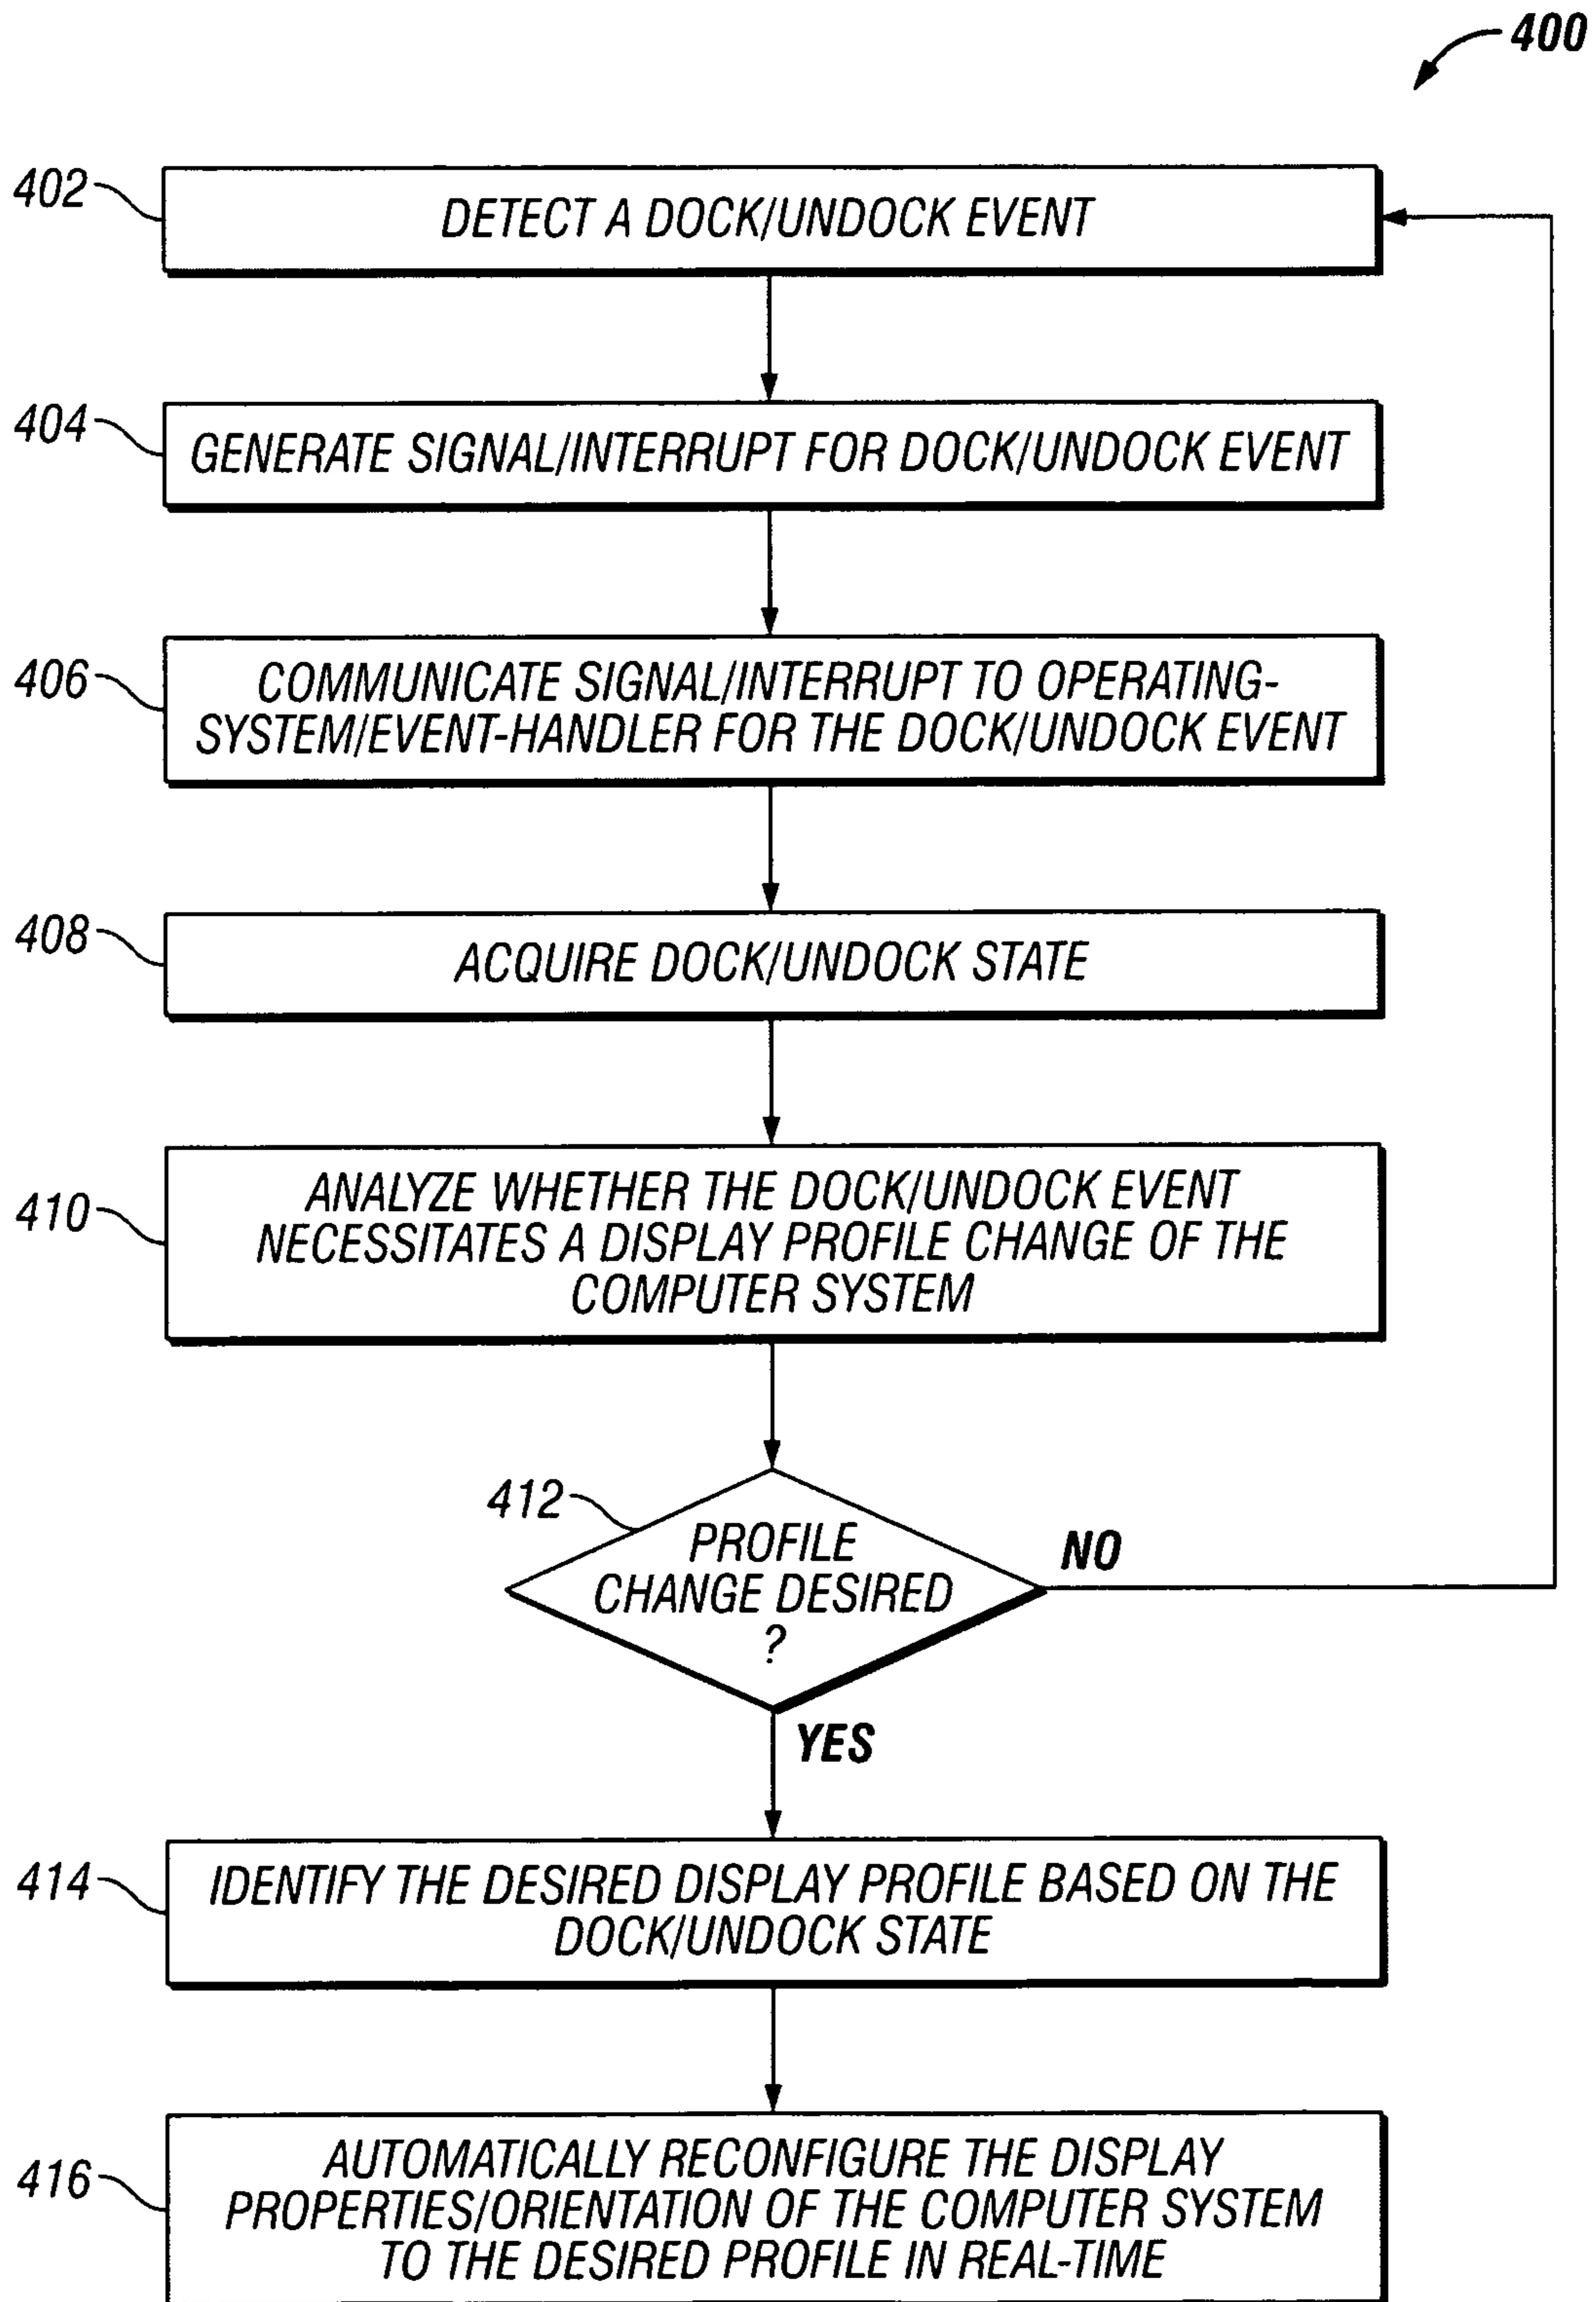 400
402
DETECT A DOCK/UNDOCK EVENT
404
GENERATE SIGNAL/INTERRUPT FOR DOCK/UNDOCK EVENT
406
COMMUNICATE SIGNAL/INTERRUPT TO OPERATING-
SYSTEM/EVENT-HANDLER FOR THE DOCK/UNDOCK EVENT
408
ACQUIRE DOCK/UNDOCK STATE
410
ANALYZE WHETHER THE DOCK/UNDOCK EVENT
NECESSITATES A DISPLAY PROFILE CHANGE OF THE
COMPUTER SYSTEM
412
PROFILE
CHANGE DESIRED
?
NO
YES
414
IDENTIFY THE DESIRED DISPLAY PROFILE BASED ON THE
DOCK/UNDOCK STATE
416
AUTOMATICALLY RECONFIGURE THE DISPLAY
PROPERTIES/ORIENTATION OF THE COMPUTER SYSTEM
TO THE DESIRED PROFILE IN REAL-TIME